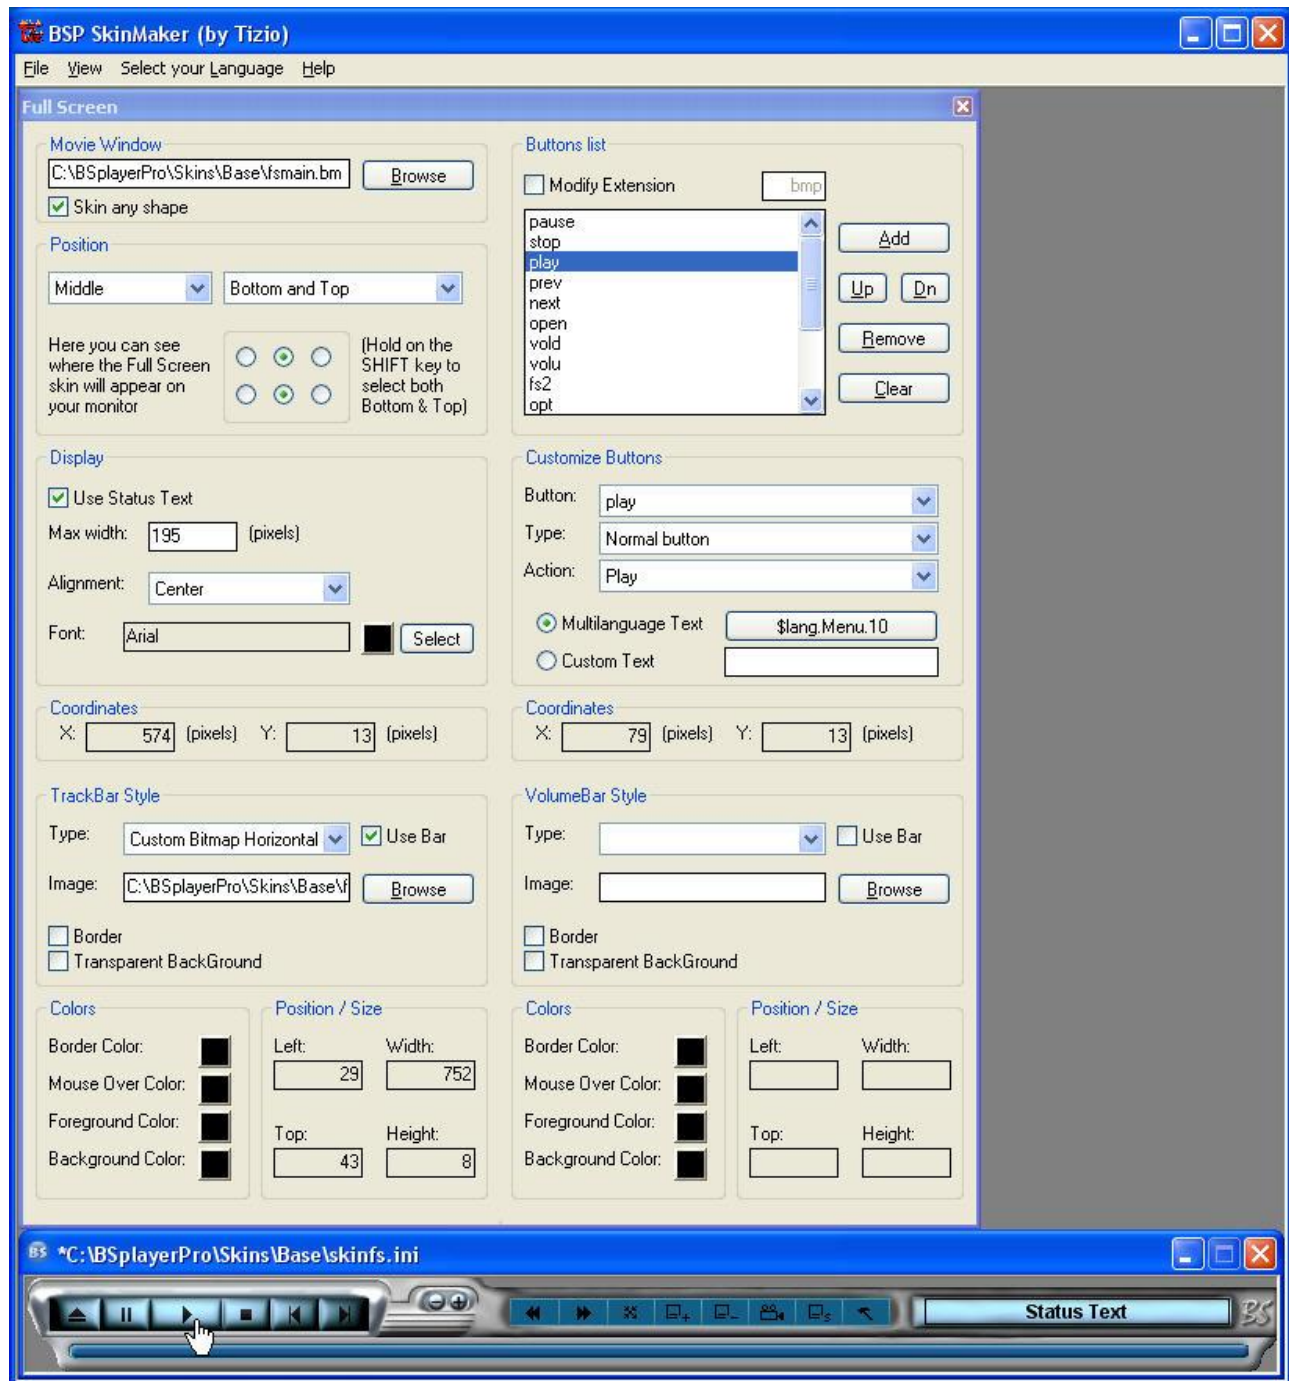 BSP SkinMaker (by Tizio)
File View Select your Language Help
Full Screen
Movie Window
C:\BSplayerPro\Skins\Base\fsmain.bm
Browse
Skin any shape
Position
Middle
Bottom and Top
Here you can see
where the Full Screen
skin will appear on
your monitor
(Hold on the
SHIFT key to
select both
Bottom & Top)
Display
Use Status Text
Max width: 195 (pixels)
Alignment: Center
Font: Arial Select
Coordinates
X: 574 (pixels) Y: 13 (pixels)
TrackBar Style
Type: Custom Bitmap Horizontal Use Bar
Image: C:\BSplayerPro\Skins\Base\f Browse
Border
Transparent BackGround
Colors
Border Color:
Mouse Over Color:
Foreground Color:
Background Color:
Position / Size
Left: Width:
29 752
Top: Height:
43 8
Buttons list
Modify Extension bmp
pause
stop
play
prev
next
open
vold
volu
fs2
opt
Add
Up Dn
Remove
Clear
Customize Buttons
Button: play
Type: Normal button
Action: Play
Multilanguage Text $lang.Menu.10
Custom Text
Coordinates
X: 79 (pixels) Y: 13 (pixels)
VolumeBar Style
Type: Use Bar
Image: Browse
Border
Transparent BackGround
Colors
Border Color:
Mouse Over Color:
Foreground Color:
Background Color:
Position / Size
Left: Width:
Top: Height:
BS *C:\BSplayerPro\Skins\Base\skinfs.ini
Status Text
BS